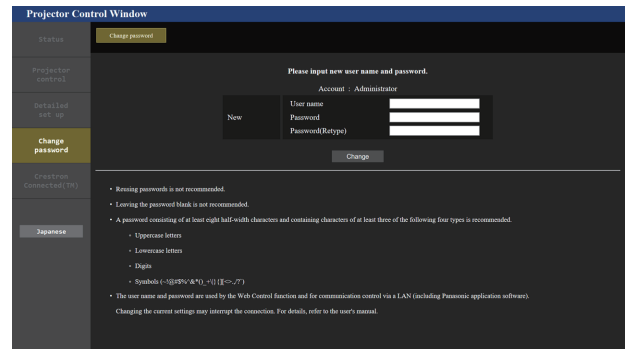 Projector Control Window
Status
Change password
Projector
control
Detailed
set up
Change
password
Crestron
Connected(TM)
Japanese
Please input new user name and password.
Account : Administrator
New
User name
Password
Password(Retype)
Change
• Reusing passwords is not recommended.
• Leaving the password blank is not recommended.
• A password consisting of at least eight half-width characters and containing characters of at least three of the following four types is recommended.
◦ Uppercase letters
◦ Lowercase letters
◦ Digits
◦ Symbols
• The user name and password are used by the Web Control function and for communication control via a LAN (including Panasonic application software).
Changing the current settings may interrupt the connection. For details, refer to the user's manual.